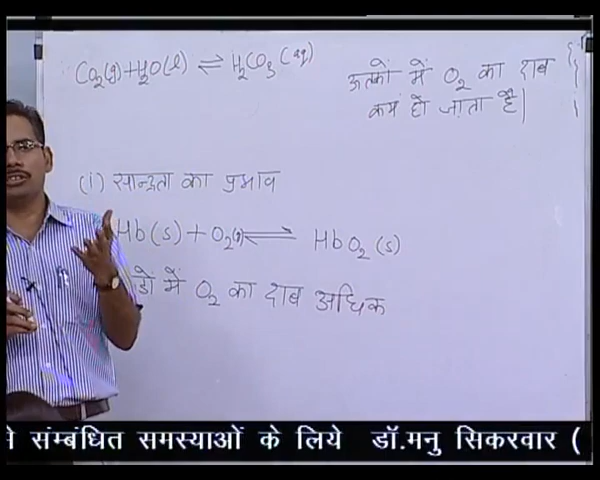 CO₂(g)+H₂O(l) ⇌ H₂CO₃(aq)
ऊतकों में O₂ का दाब
कम हो जाता है|
(i) सान्द्रता का प्रभाव
Hb(s) + O₂(g) ⇌ HbO₂(s)
में O₂ का दाब अधिक
संम्बंधित समस्याओं के लिये डॉ.मनु सिकरवार (